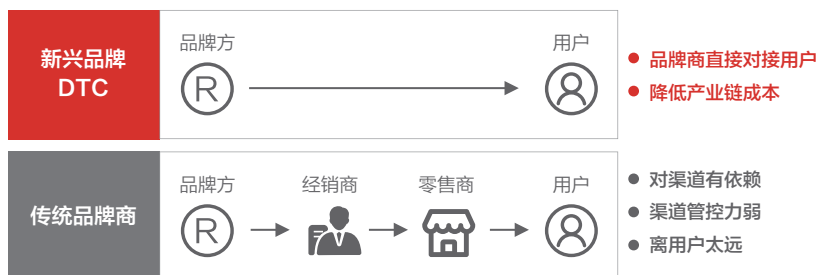 新兴品牌
DTC
品牌方
用户
R
品牌商直接对接用户
降低产业链成本
传统品牌商
品牌方
经销商
零售商
用户
R
对渠道有依赖
渠道管控力弱
离用户太远